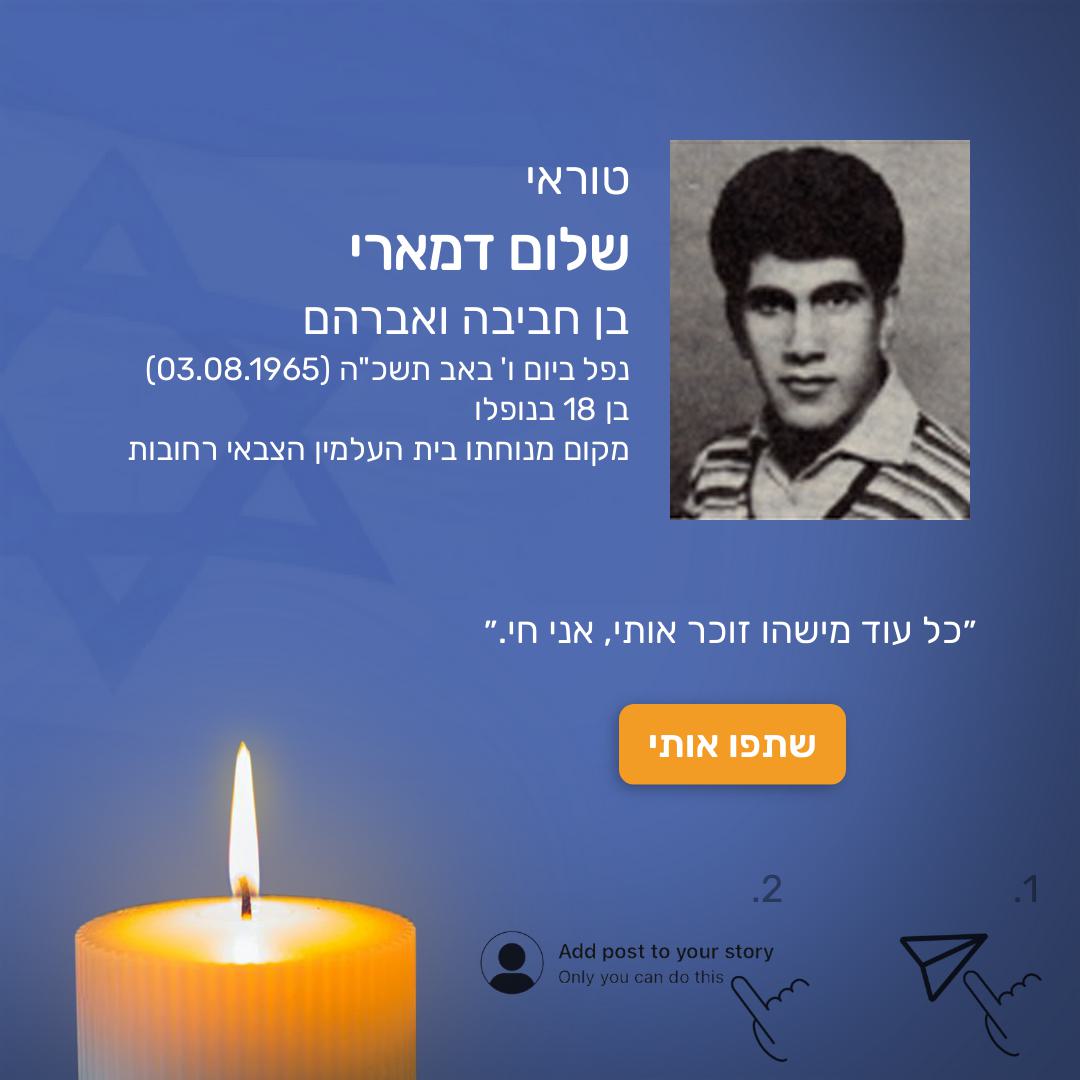 טוראי
שלום דמארי
בן חביבה ואברהם
נפל ביום ו' באב תשכ"ה (03.08.1965)
בן 18 בנופלו
מקום מנוחתו בית העלמין הצבאי רחובות
״כל עוד מישהו זוכר אותי, אני חי.״
שתפו אותי
1.
2.
Add post to your story
Only you can do this